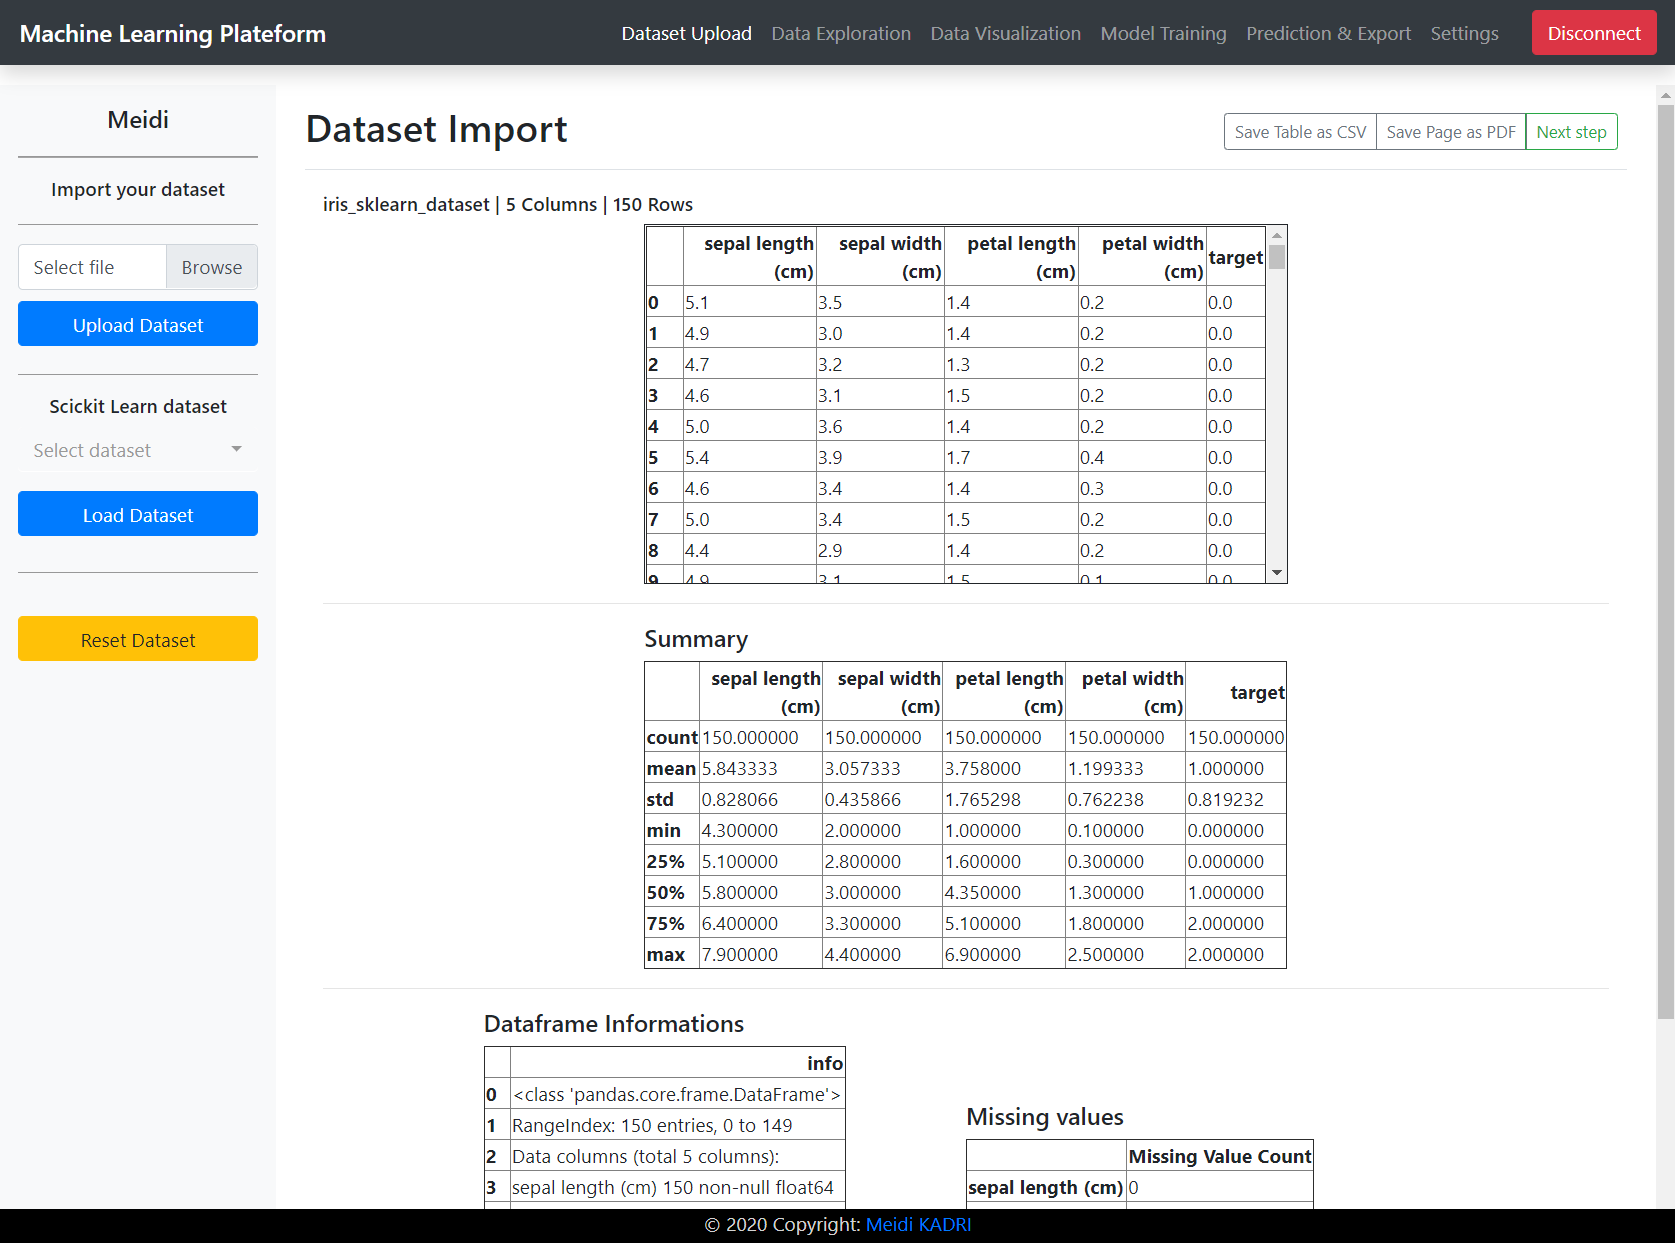 Machine Learning Plateform
Dataset Upload Data Exploration Data Visualization Model Training Prediction & Export Settings Disconnect
Meidi
Import your dataset
Select file Browse
Upload Dataset
Scickit Learn dataset
Select dataset
Load Dataset
Reset Dataset
Dataset Import
Save Table as CSV Save Page as PDF Next step
iris_sklearn_dataset | 5 Columns | 150 Rows
sepal length (cm) sepal width (cm) petal length (cm) petal width (cm) target
0 5.1 3.5 1.4 0.2 0.0
1 4.9 3.0 1.4 0.2 0.0
2 4.7 3.2 1.3 0.2 0.0
3 4.6 3.1 1.5 0.2 0.0
4 5.0 3.6 1.4 0.2 0.0
5 5.4 3.9 1.7 0.4 0.0
6 4.6 3.4 1.4 0.3 0.0
7 5.0 3.4 1.5 0.2 0.0
8 4.4 2.9 1.4 0.2 0.0
9 4.9 3.1 1.5 0.1 0.0
Summary
sepal length (cm) sepal width (cm) petal length (cm) petal width (cm) target
count 150.000000 150.000000 150.000000 150.000000 150.000000
mean 5.843333 3.057333 3.758000 1.199333 1.000000
std 0.828066 0.435866 1.765298 0.762238 0.819232
min 4.300000 2.000000 1.000000 0.100000 0.000000
25% 5.100000 2.800000 1.600000 0.300000 0.000000
50% 5.800000 3.000000 4.350000 1.300000 1.000000
75% 6.400000 3.300000 5.100000 1.800000 2.000000
max 7.900000 4.400000 6.900000 2.500000 2.000000
Dataframe Informations
info
0 <class 'pandas.core.frame.DataFrame'>
1 RangeIndex: 150 entries, 0 to 149
2 Data columns (total 5 columns):
3 sepal length (cm) 150 non-null float64
Missing values
Missing Value Count
sepal length (cm) 0
© 2020 Copyright: Meidi KADRI